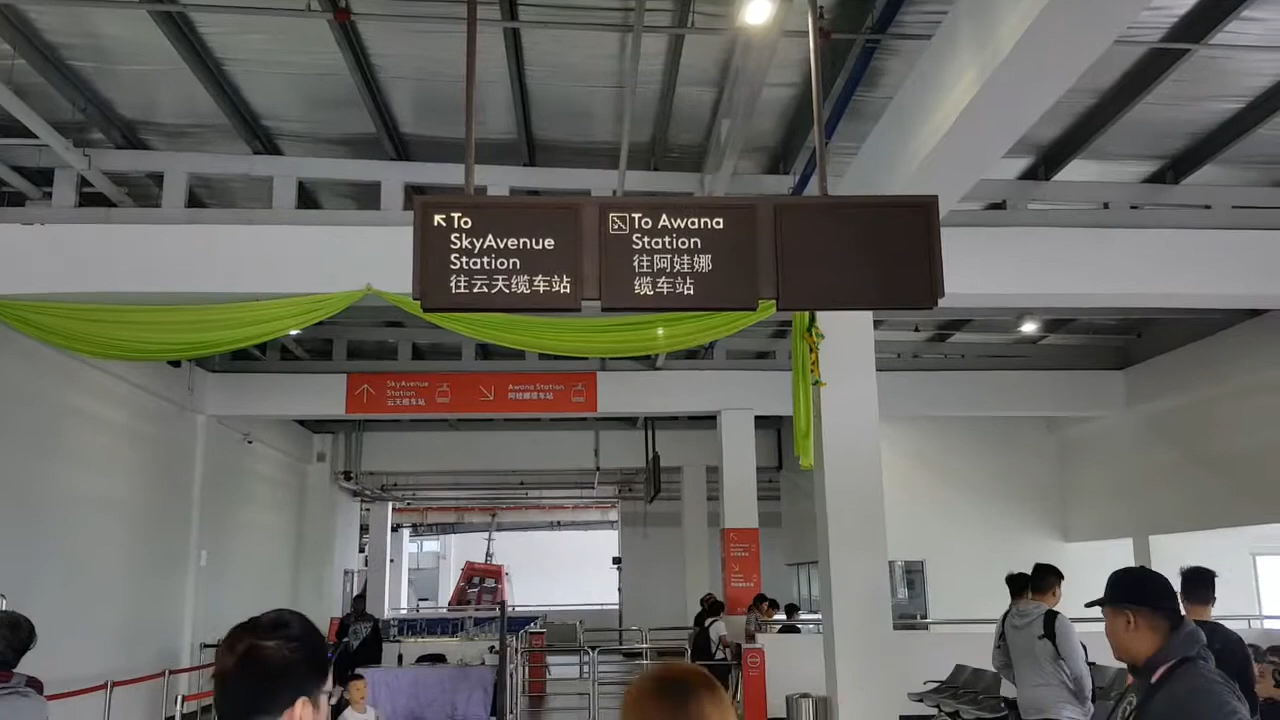 To
SkyAvenue
Station
往云天缆车站
To Awana
Station
往阿娃娜
缆车站
SkyAvenue
Station
云天缆车站
Awana Station
阿娃娜缆车站